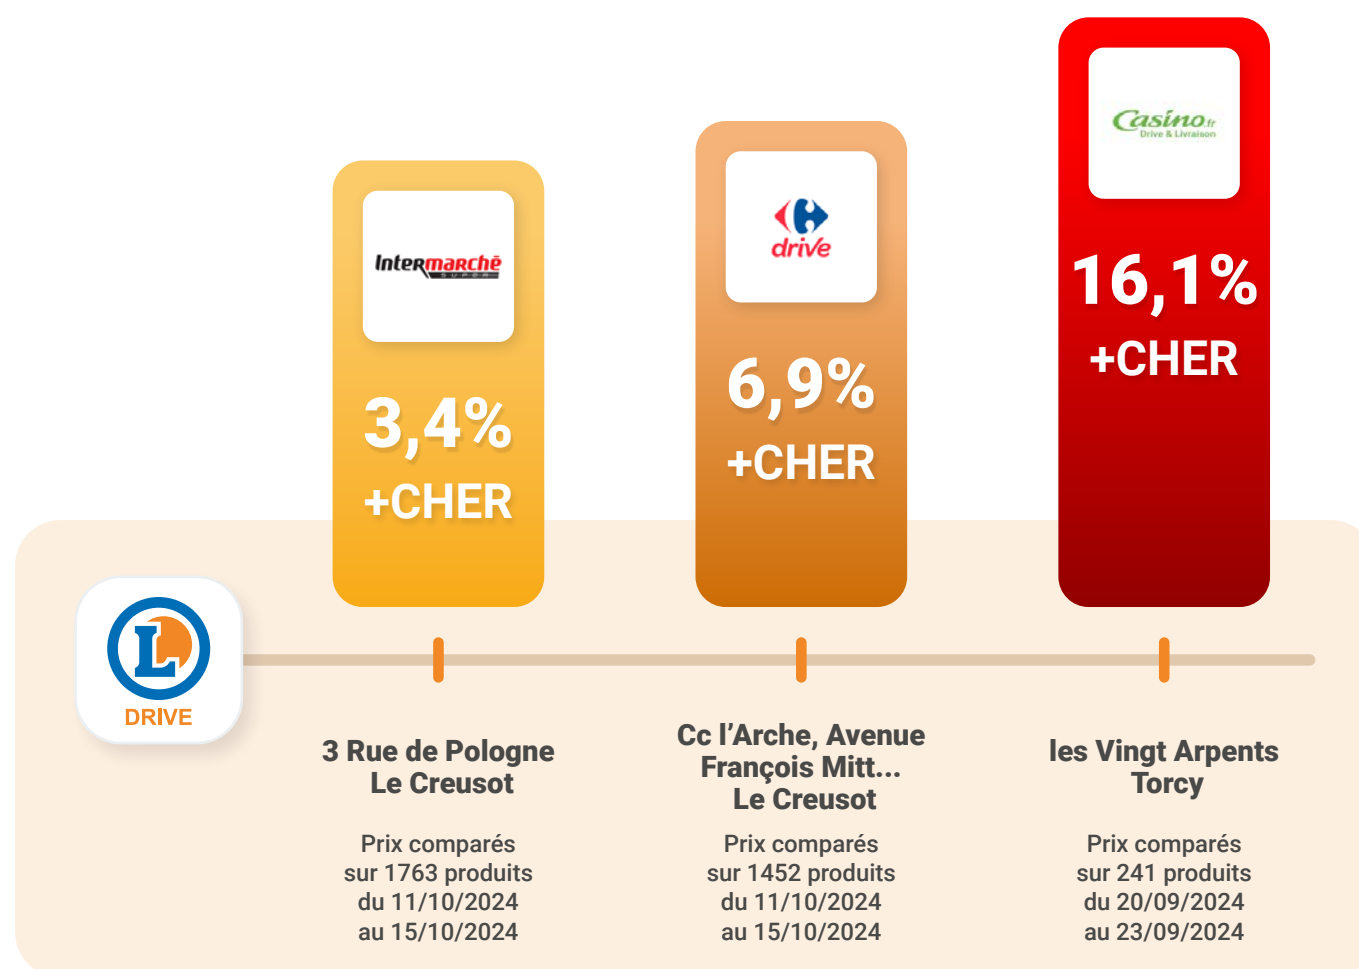 Intermarchē
SUPER
3,4%
+CHER
drive
6,9%
+CHER
Casino.fr
Drive & Livraison
16,1%
+CHER
L
DRIVE
3 Rue de Pologne
Le Creusot
Prix comparés
sur 1763 produits
du 11/10/2024
au 15/10/2024
Cc l’Arche, Avenue
François Mitt...
Le Creusot
Prix comparés
sur 1452 produits
du 11/10/2024
au 15/10/2024
les Vingt Arpents
Torcy
Prix comparés
sur 241 produits
du 20/09/2024
au 23/09/2024